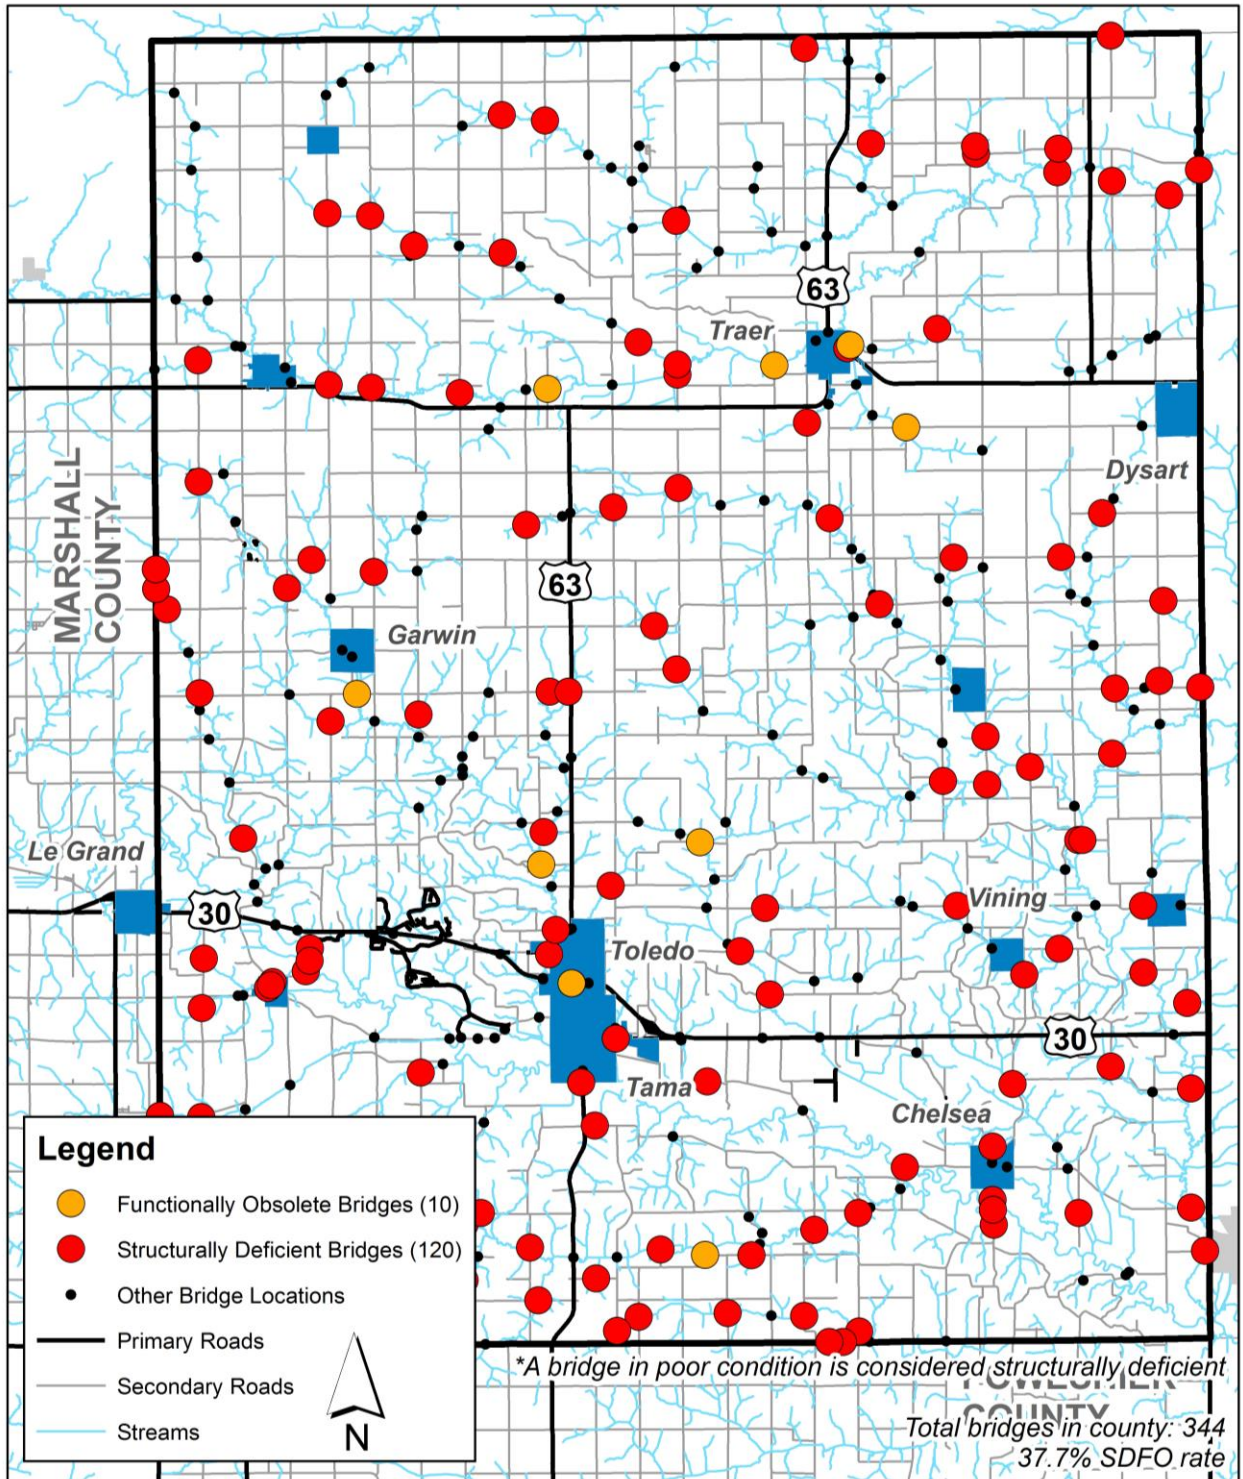 63
Traer
Dysart
MARSHALL
COUNTY
63
Garwin
Le Grand
30
Vining
Toledo
30
Tama
Chelsea
Legend
Functionally Obsolete Bridges (10)
Structurally Deficient Bridges (120)
Other Bridge Locations
Primary Roads
Secondary Roads
Streams
N
*A bridge in poor condition is considered structurally deficient
COUNTY
Total bridges in county: 344
37.7% SDFO rate